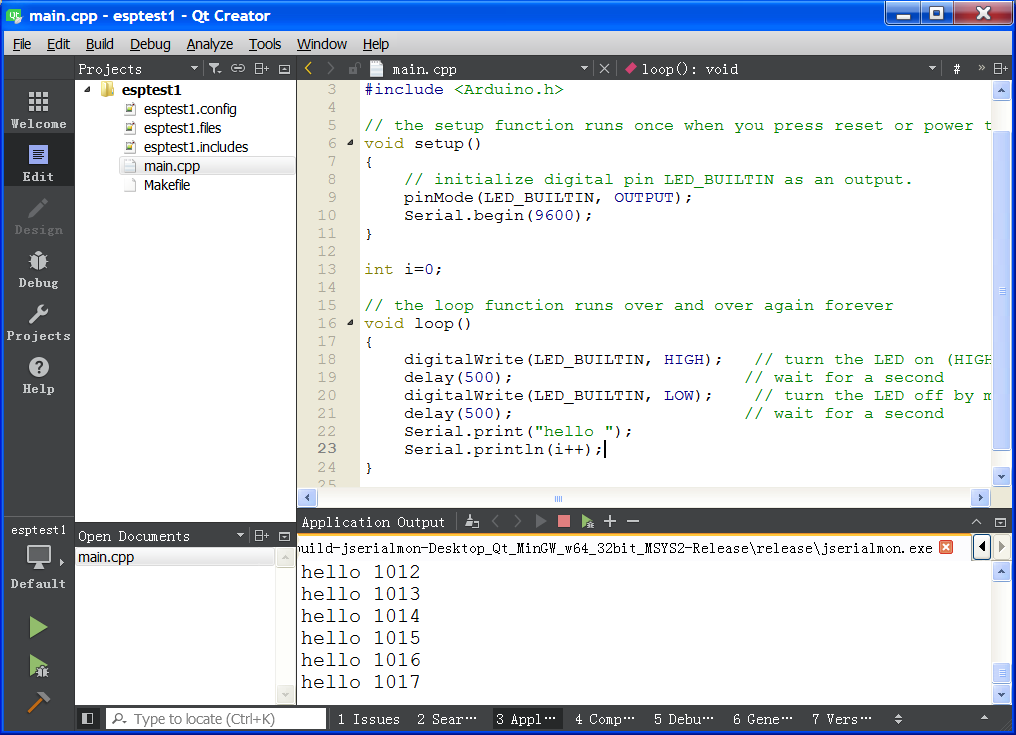 main.cpp - esptest1 - Qt Creator
File Edit Build Debug Analyze Tools Window Help
Projects
main.cpp
loop(): void
#
Welcome
Edit
Design
Debug
Projects
Help
esptest1
Default
esptest1
esptest1.config
esptest1.files
esptest1.includes
main.cpp
Makefile
3 #include <Arduino.h>
4
5 // the setup function runs once when you press reset or power t
6 void setup()
7 {
8 // initialize digital pin LED_BUILTIN as an output.
9 pinMode(LED_BUILTIN, OUTPUT);
10 Serial.begin(9600);
11 }
12
13 int i=0;
14
15 // the loop function runs over and over again forever
16 void loop()
17 {
18 digitalWrite(LED_BUILTIN, HIGH); // turn the LED on (HIGH
19 delay(500); // wait for a second
20 digitalWrite(LED_BUILTIN, LOW); // turn the LED off by m
21 delay(500); // wait for a second
22 Serial.print("hello ");
23 Serial.println(i++);
24 }
25
Open Documents
main.cpp
Application Output
uild-jserialmon-Desktop_Qt_MinGW_w64_32bit_MSYS2-Release\release\jserialmon.exe
hello 1012
hello 1013
hello 1014
hello 1015
hello 1016
hello 1017
Type to locate (Ctrl+K)
1 Issues 2 Sear··· 3 Appl··· 4 Comp··· 5 Debu··· 6 Gene··· 7 Vers···